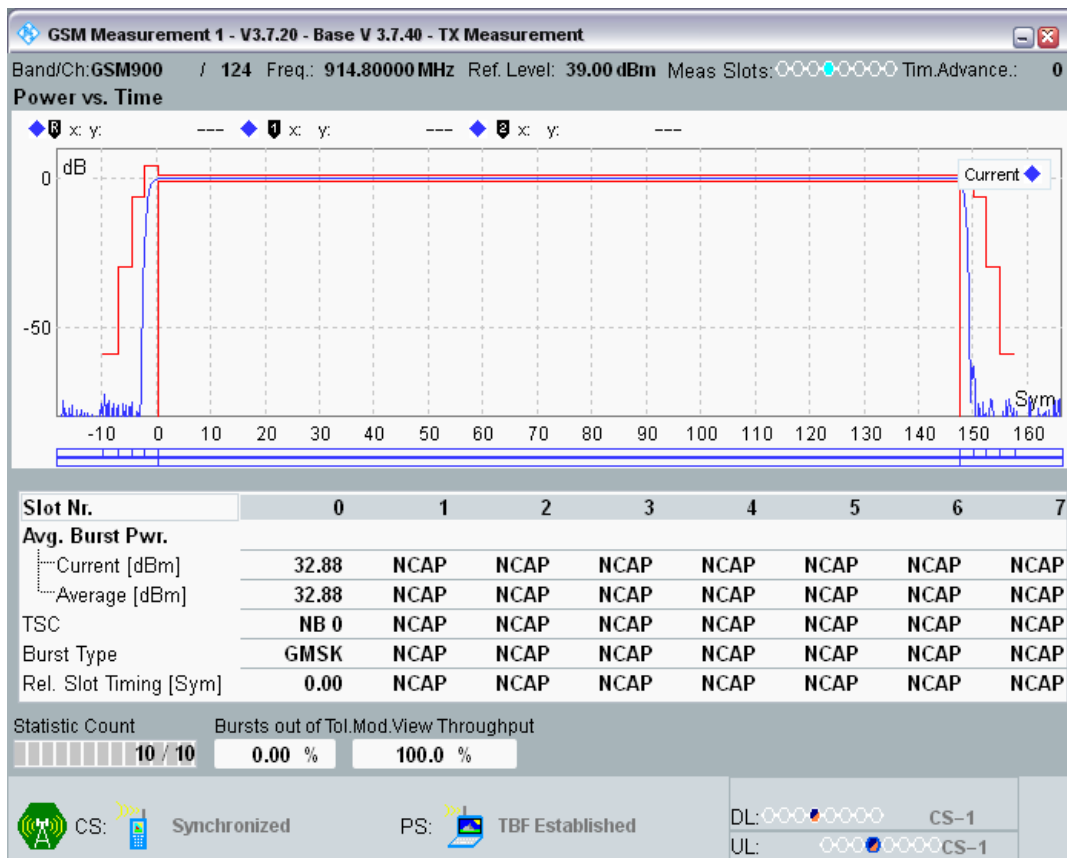 GSM Measurement 1 - V3.7.20 - Base V 3.7.40 - TX Measurement
Band/Ch:GSM900 / 124 Freq.: 914.80000 MHz Ref. Level: 39.00 dBm Meas Slots: Tim.Advance.: 0
Power vs. Time
R x: y: --- 1 x: y: --- 2 x: y: ---
dB
Current
0
-50
Sym
-10 0 10 20 30 40 50 60 70 80 90 100 110 120 130 140 150 160
Slot Nr. 0 1 2 3 4 5 6 7
Avg. Burst Pwr.
Current [dBm] 32.88 NCAP NCAP NCAP NCAP NCAP NCAP NCAP
Average [dBm] 32.88 NCAP NCAP NCAP NCAP NCAP NCAP NCAP
TSC NB 0 NCAP NCAP NCAP NCAP NCAP NCAP NCAP
Burst Type GMSK NCAP NCAP NCAP NCAP NCAP NCAP NCAP
Rel. Slot Timing [Sym] 0.00 NCAP NCAP NCAP NCAP NCAP NCAP NCAP
Statistic Count Bursts out of Tol. Mod.View Throughput
10 / 10 0.00 % 100.0 %
CS: Synchronized PS: TBF Established
DL: CS-1
UL: CS-1